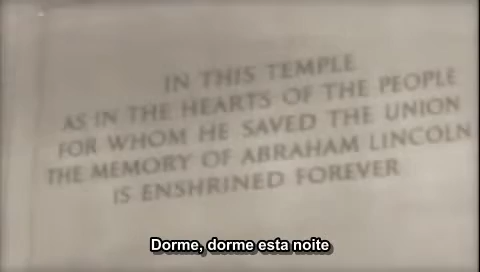 IN THIS TEMPLE
AS IN THE HEARTS OF THE PEOPLE
FOR WHOM HE SAVED THE UNION
THE MEMORY OF ABRAHAM LINCOLN
IS ENSHRINED FOREVER
Dorme, dorme esta noite